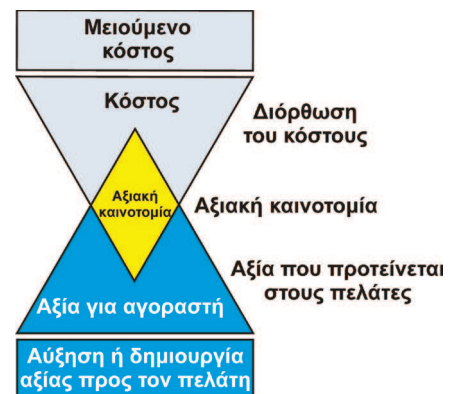 Μειούμενο
κόστος
Κόστος
Διόρθωση
του κόστους
Αξιακή
καινοτομία
Αξιακή καινοτομία
Αξία που προτείνεται
στους πελάτες
Αξία για αγοραστή
Αύξηση ή δημιουργία
αξίας προς τον πελάτη